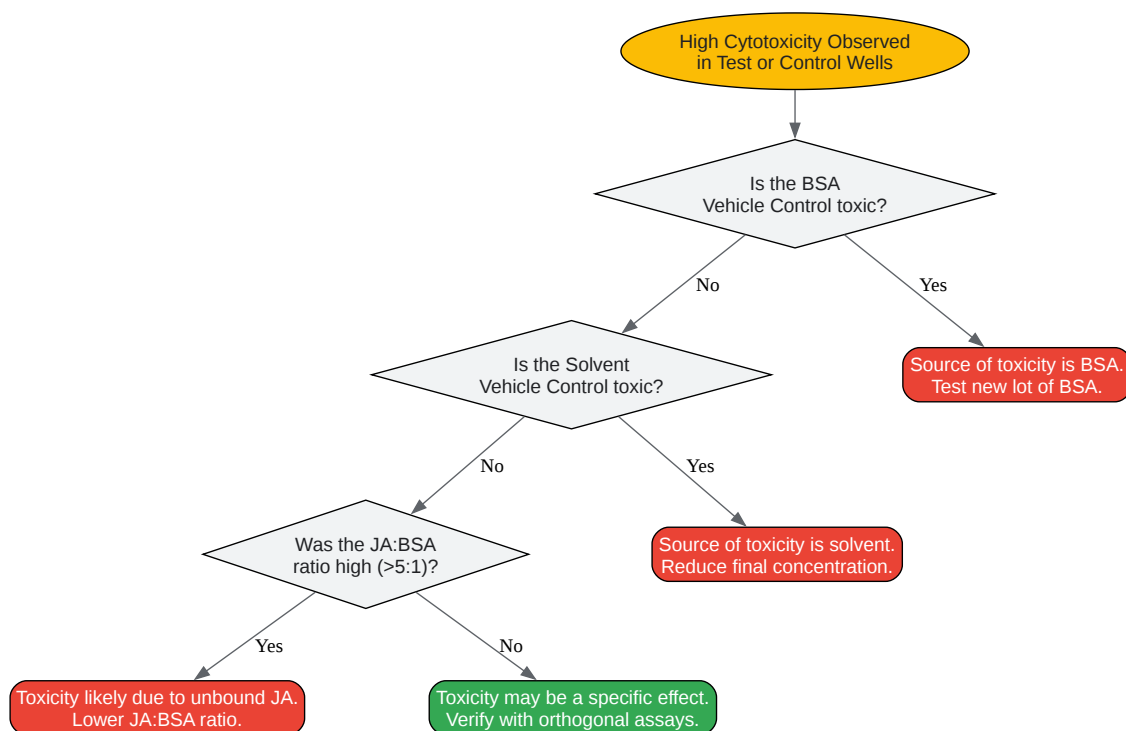 High Cytotoxicity Observed
in Test or Control Wells
Is the BSA
Vehicle Control toxic?
No
Yes
Is the Solvent
Vehicle Control toxic?
Source of toxicity is BSA.
Test new lot of BSA.
No
Yes
Was the JA:BSA
ratio high (>5:1)?
Source of toxicity is solvent.
Reduce final concentration.
Yes
No
Toxicity likely due to unbound JA.
Lower JA:BSA ratio.
Toxicity may be a specific effect.
Verify with orthogonal assays.